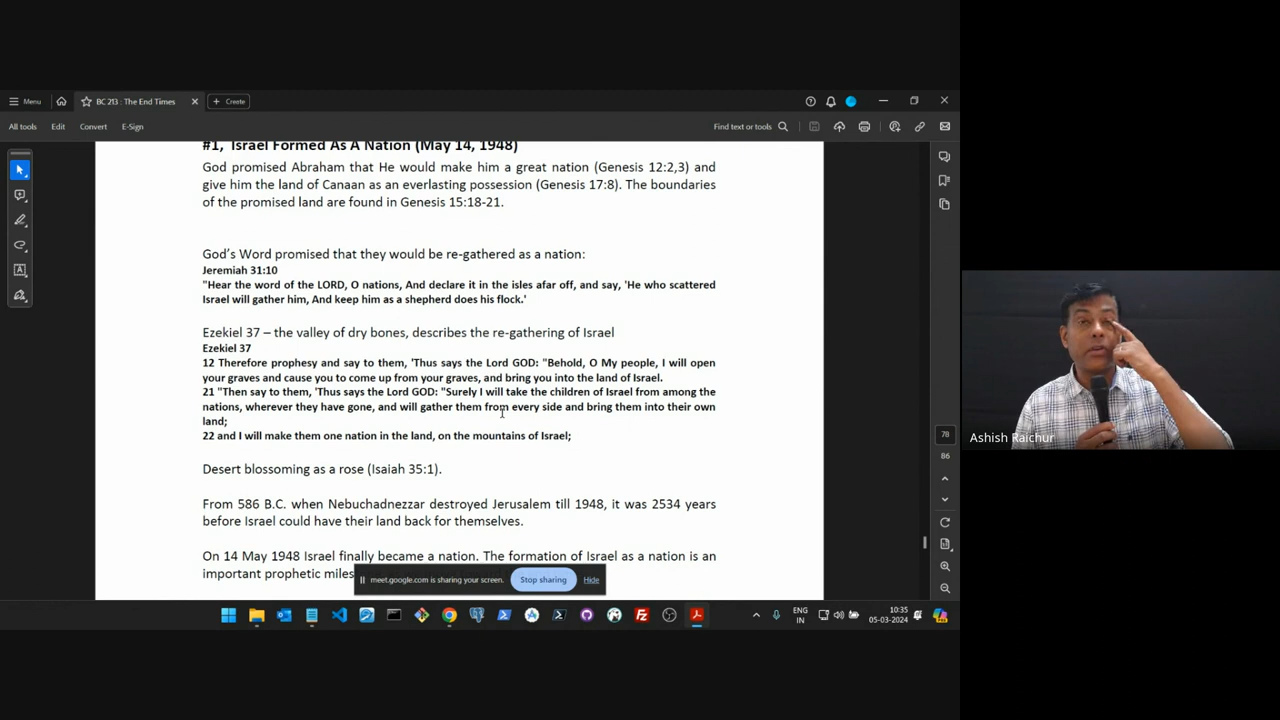 Menu
BC 213 : The End Times
Create
All tools Edit Convert E-Sign
Find text or tools
#1, Israel Formed As A Nation (May 14, 1948)
God promised Abraham that He would make him a great nation (Genesis 12:2,3) and
give him the land of Canaan as an everlasting possession (Genesis 17:8). The boundaries
of the promised land are found in Genesis 15:18-21.
God's Word promised that they would be re-gathered as a nation:
Jeremiah 31:10
"Hear the word of the LORD, O nations, And declare it in the isles afar off, and say, 'He who scattered
Israel will gather him, And keep him as a shepherd does his flock.'
Ezekiel 37 – the valley of dry bones, describes the re-gathering of Israel
Ezekiel 37
12 Therefore prophesy and say to them, 'Thus says the Lord GOD: "Behold, O My people, I will open
your graves and cause you to come up from your graves, and bring you into the land of Israel.
21 "Then say to them, 'Thus says the Lord GOD: "Surely I will take the children of Israel from among the
nations, wherever they have gone, and will gather them from every side and bring them into their own
land;
22 and I will make them one nation in the land, on the mountains of Israel;
Desert blossoming as a rose (Isaiah 35:1).
From 586 B.C. when Nebuchadnezzar destroyed Jerusalem till 1948, it was 2534 years
before Israel could have their land back for themselves.
On 14 May 1948 Israel finally became a nation. The formation of Israel as a nation is an
important prophetic miles
meet.google.com is sharing your screen.
Stop sharing
Hide
78
86
Ashish Raichur
ENG
IN
10:35
05-03-2024